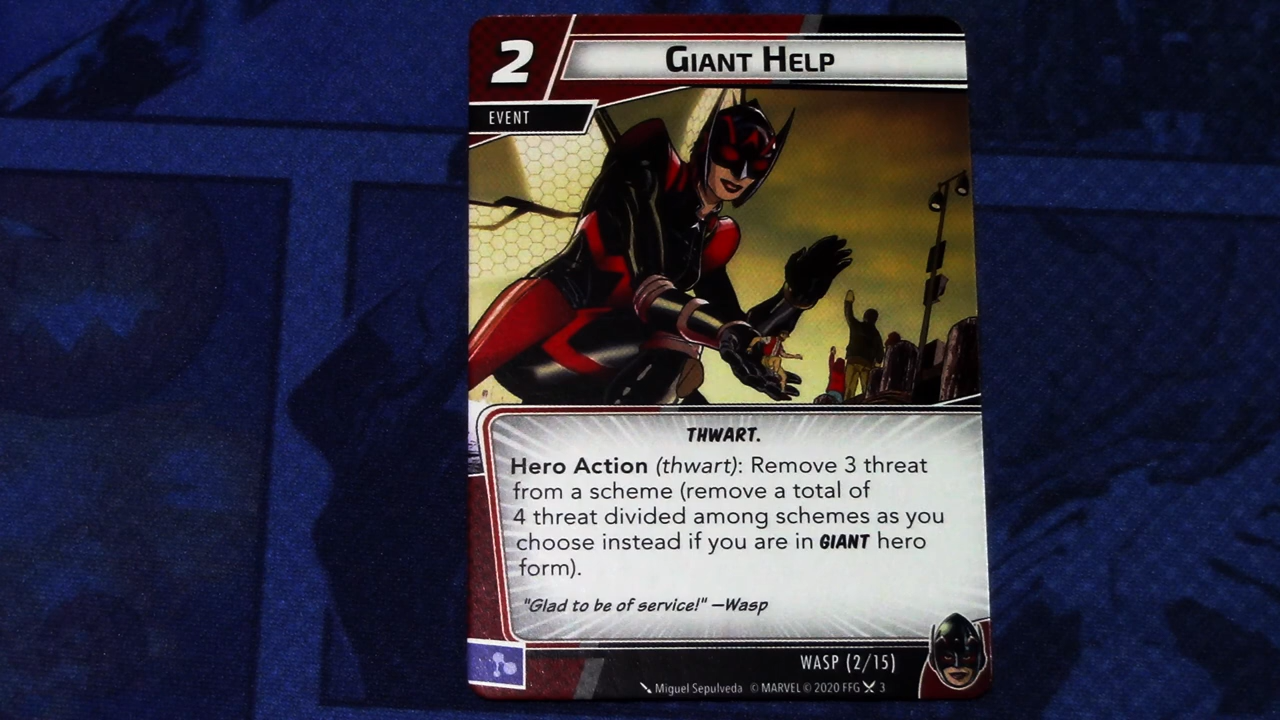 2
GIANT HELP
EVENT
THWART.
Hero Action (thwart): Remove 3 threat
from a scheme (remove a total of
4 threat divided among schemes as you
choose instead if you are in GIANT hero
form).
"Glad to be of service!" —Wasp
WASP (2/15)
Miguel Sepulveda © MARVEL © 2020 FFG 3